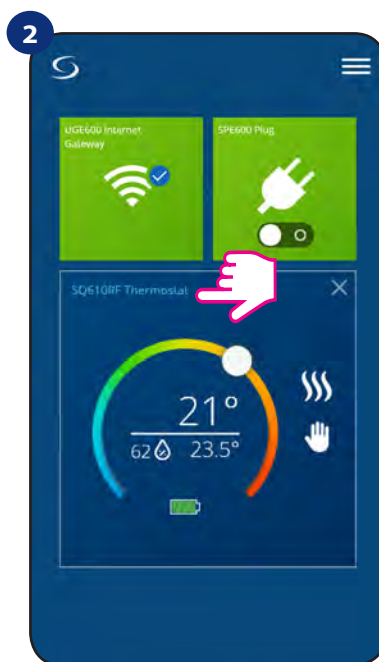 2
UGE600 Internet
Gateway
SPE600 Plug
SQ610RF Thermostat
21°
62 23.5°